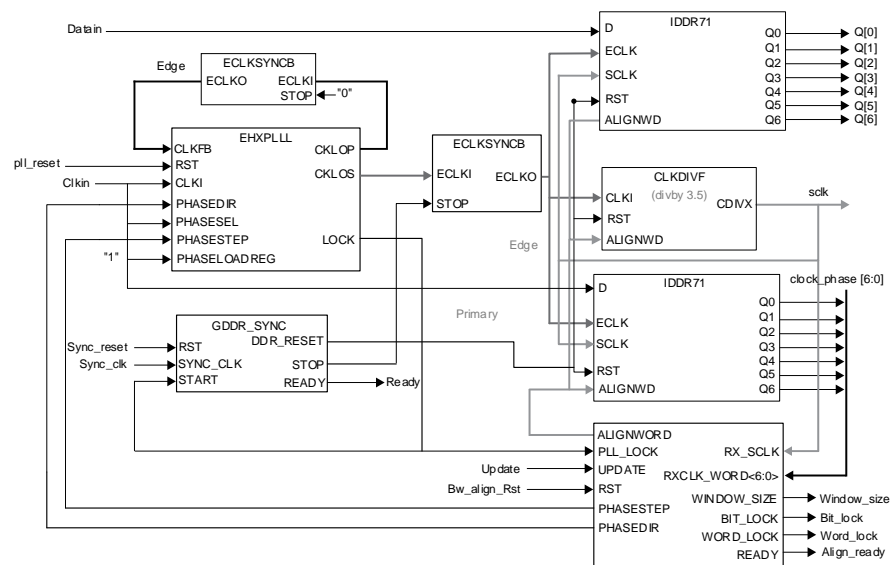 Datain
IDDR71
D
ECLK
SCLK
RST
ALIGNWD
Q0
Q1
Q2
Q3
Q4
Q5
Q6
Q[0]
Q[1]
Q[2]
Q[3]
Q[4]
Q[5]
Q[6]
Edge
ECLKSYNCB
ECLKO
ECLKI
STOP
"0"
EHXPLLL
CLKFB
RST
CLKI
PHASEDIR
PHASESEL
PHASESTEP
PHASELOADREG
CKLOP
CKLOS
LOCK
pll_reset
Clkin
"1"
ECLKSYNCB
ECLKI
ECLKO
STOP
CLKDIVF
(divby 3.5)
CLKI
RST
ALIGNWD
CDIVX
sclk
Edge
Primary
clock_phase [6:0]
IDDR71
D
ECLK
SCLK
RST
ALIGNWD
Q0
Q1
Q2
Q3
Q4
Q5
Q6
GDDR_SYNC
DDR_RESET
RST
SYNC_CLK
START
STOP
READY
Sync_reset
Sync_clk
Ready
ALIGNWORD
PLL_LOCK
UPDATE
RST
PHASESTEP
PHASEDIR
RX_SCLK
RXCLK_WORD<6:0>
WINDOW_SIZE
BIT_LOCK
WORD_LOCK
READY
Update
Bw_align_Rst
Window_size
Bit_lock
Word_lock
Align_ready